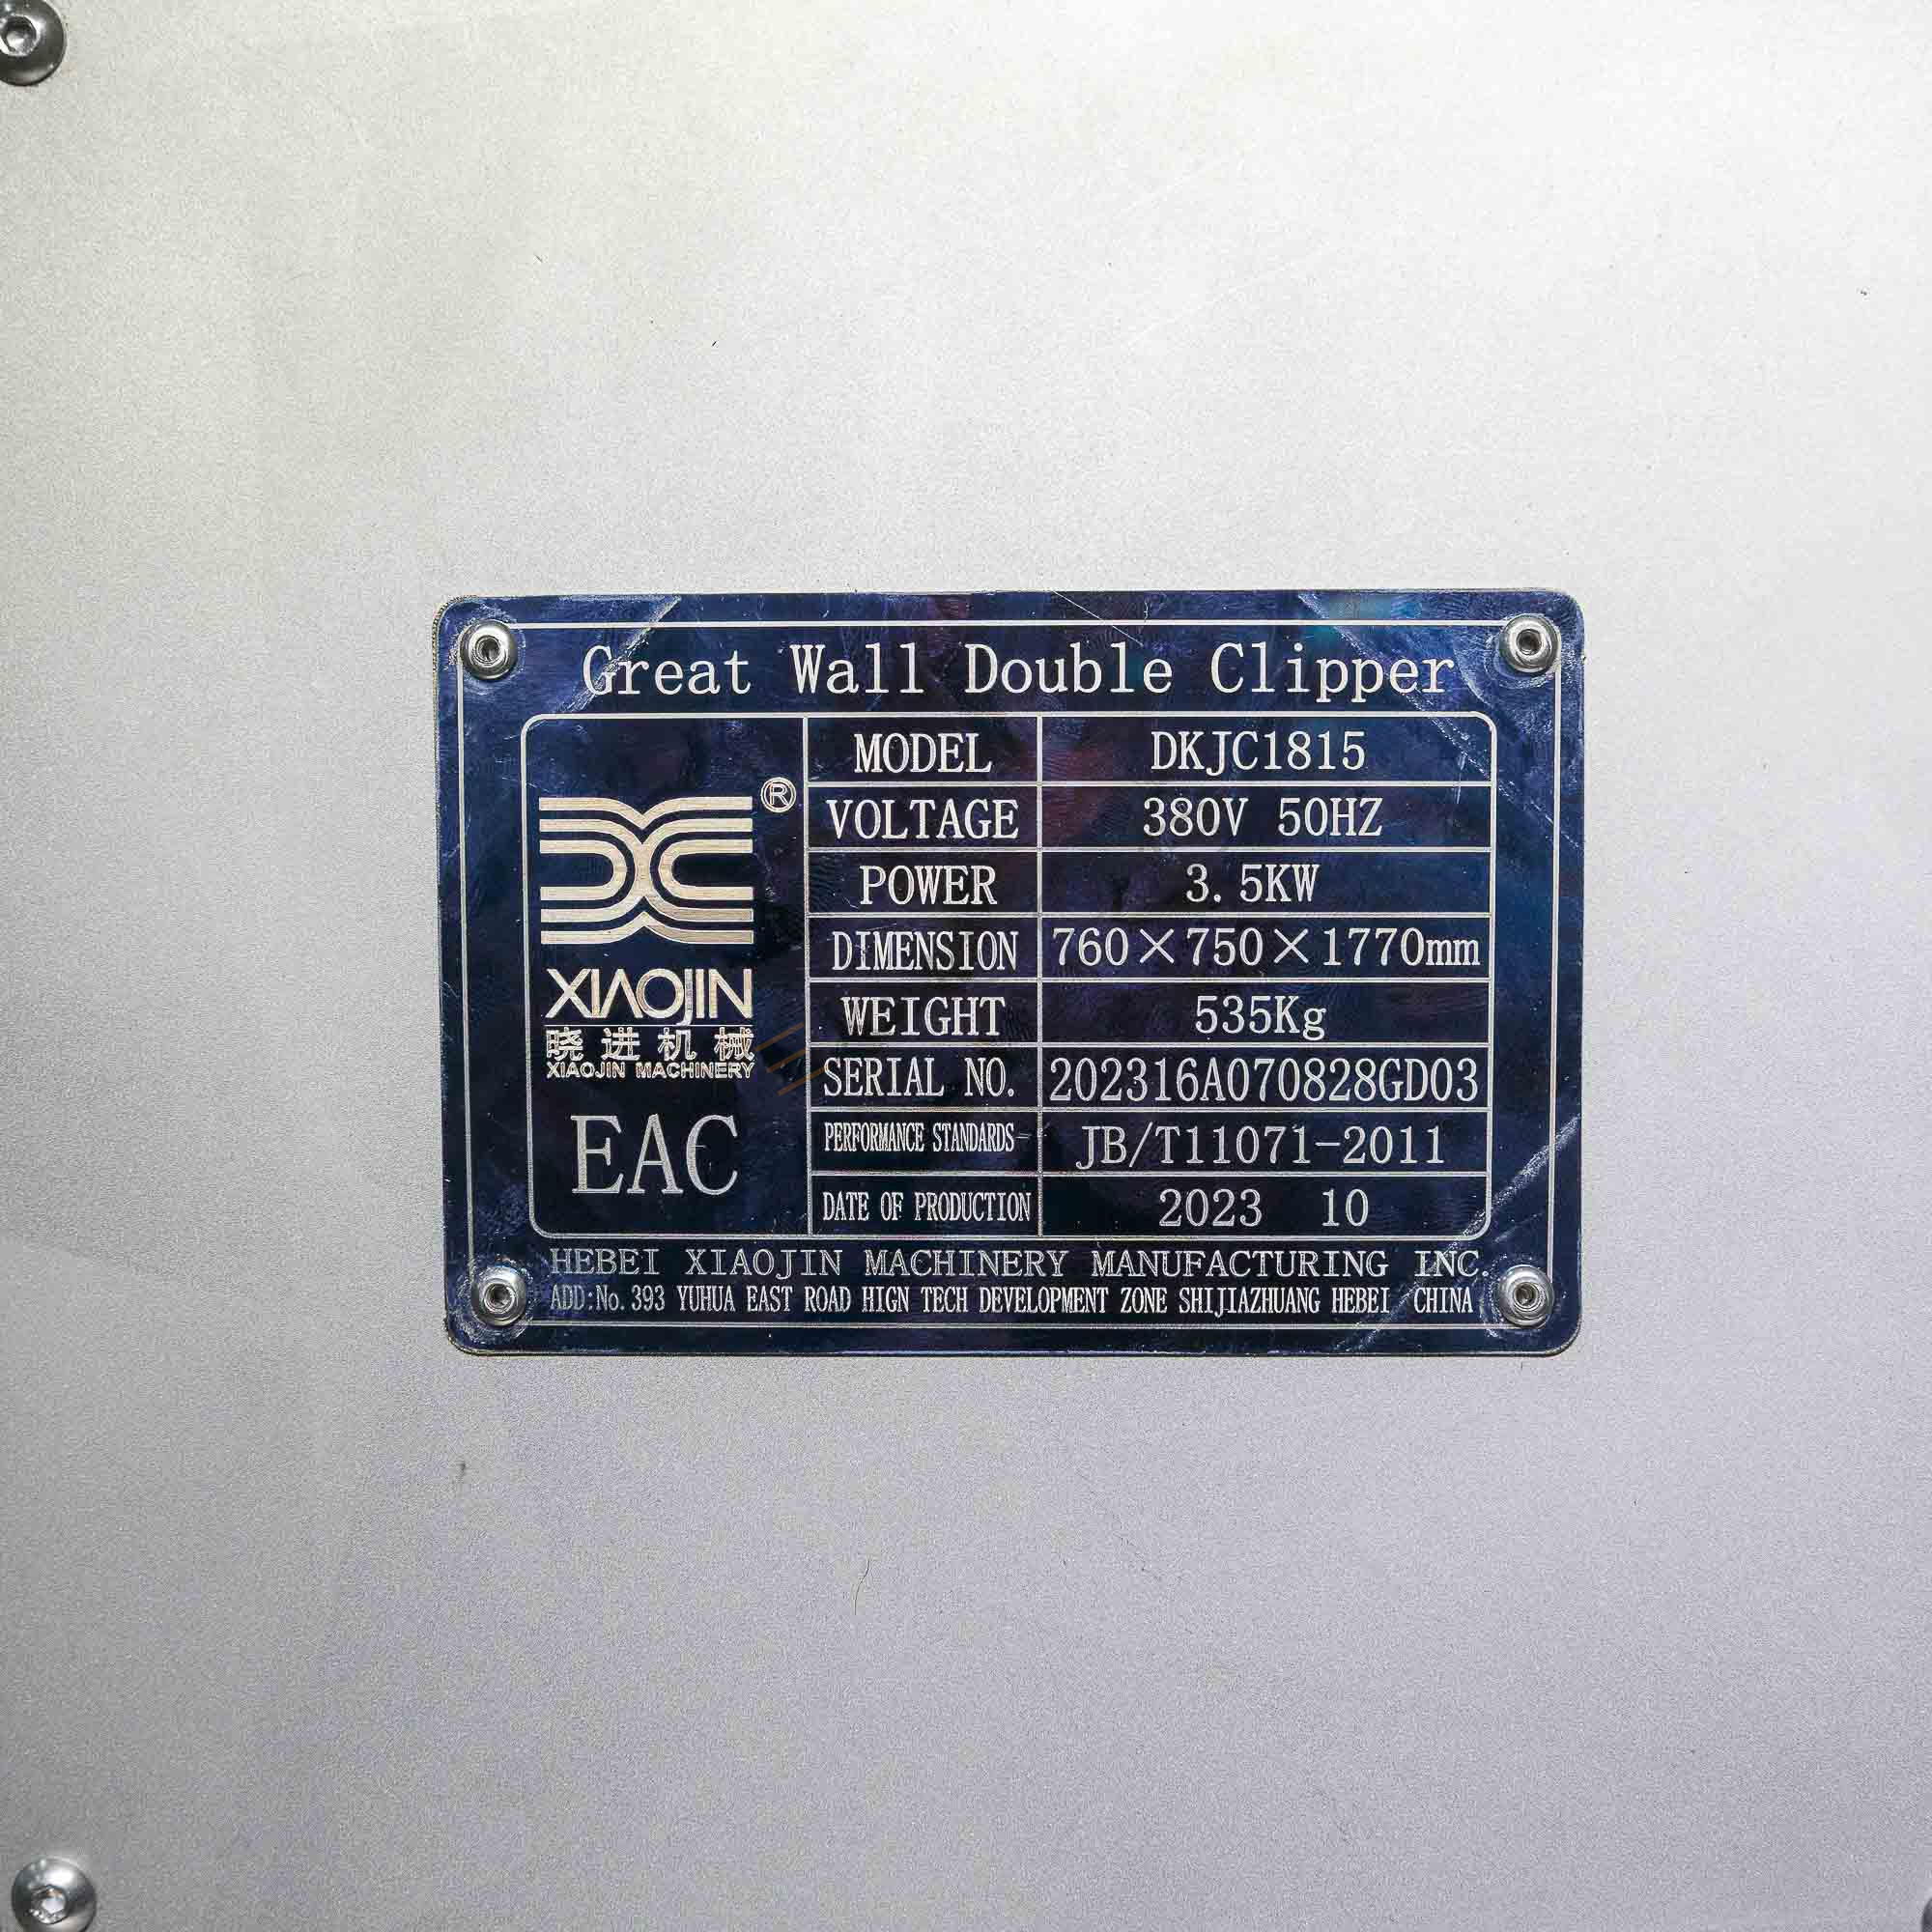 Great Wall Double Clipper
®
XIAOJIN
晓进机械
XIAOJIN MACHINERY
EAC
MODEL DKJC1815
VOLTAGE 380V 50HZ
POWER 3.5KW
DIMENSION 760×750×1770mm
WEIGHT 535Kg
SERIAL NO. 202316A070828GD03
PERFORMANCE STANDARDS JB/T11071-2011
DATE OF PRODUCTION 2023 10
HEBEI XIAOJIN MACHINERY MANUFACTURING INC.
ADD:No.393 YUHUA EAST ROAD HIGN TECH DEVELOPMENT ZONE SHIJIAZHUANG HEBEI CHINA